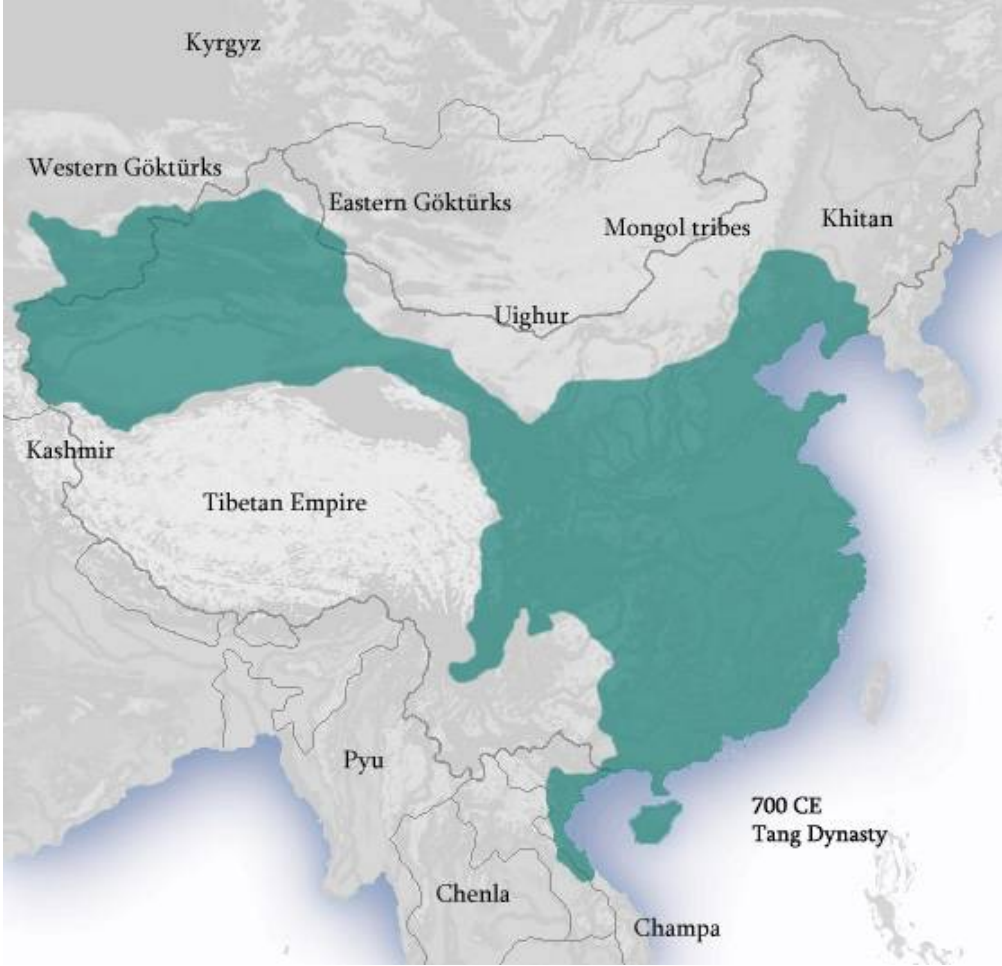 Kyrgyz
Western Göktürks
Eastern Göktürks
Mongol tribes
Khitan
Uighur
Kashmir
Tibetan Empire
Pyu
700 CE
Tang Dynasty
Chenla
Champa